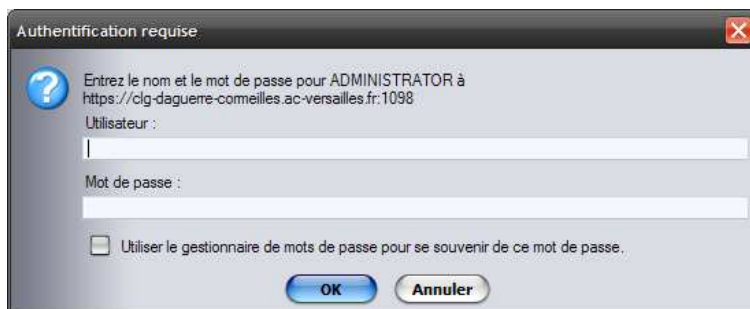 Authentification requise
Entrez le nom et le mot de passe pour ADMINISTRATOR à
https://clg-daguerre-cormeilles.ac-versailles.fr:1098
Utilisateur :
Mot de passe :
Utiliser le gestionnaire de mots de passe pour se souvenir de ce mot de passe.
OK Annuler